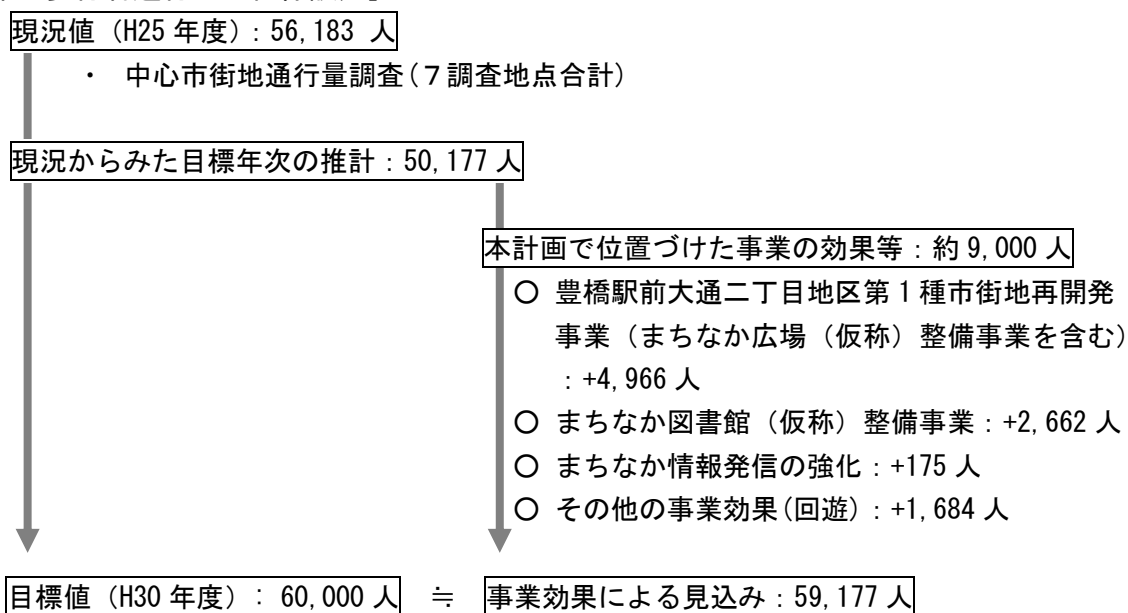 現況値（H25 年度）：56,183 人
・ 中心市街地通行量調査（７調査地点合計）
現況からみた目標年次の推計：50,177 人
本計画で位置づけた事業の効果等：約 9,000 人
○ 豊橋駅前大通二丁目地区第 1 種市街地再開発
事業（まちなか広場（仮称）整備事業を含む）
：+4,966 人
○ まちなか図書館（仮称）整備事業：+2,662 人
○ まちなか情報発信の強化：+175 人
○ その他の事業効果(回遊)：+1,684 人
目標値（H30 年度）：60,000 人 ≒ 事業効果による見込み：59,177 人